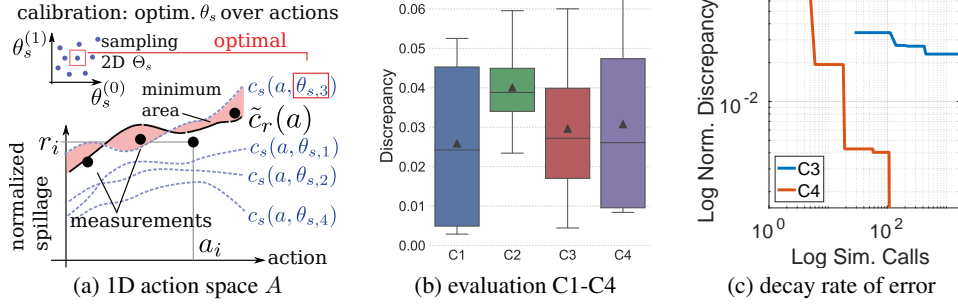 calibration: optim. θₛ over actions
θₛ⁽¹⁾
sampling
2D Θₛ
optimal
θₛ⁽⁰⁾
minimum
area
cₛ(a, θₛ,₃)
c̃ᵣ(a)
rᵢ
cₛ(a, θₛ,₁)
cₛ(a, θₛ,₂)
cₛ(a, θₛ,₄)
normalized
spillage
measurements
aᵢ
action
(a) 1D action space A
Discrepancy
0.06
0.05
0.04
0.03
0.02
0.01
0.00
C1 C2 C3 C4
(b) evaluation C1-C4
c)
Log Norm. Discrepancy
10⁻²
C3
C4
10⁰ 10²
Log Sim. Calls
(c) decay rate of error